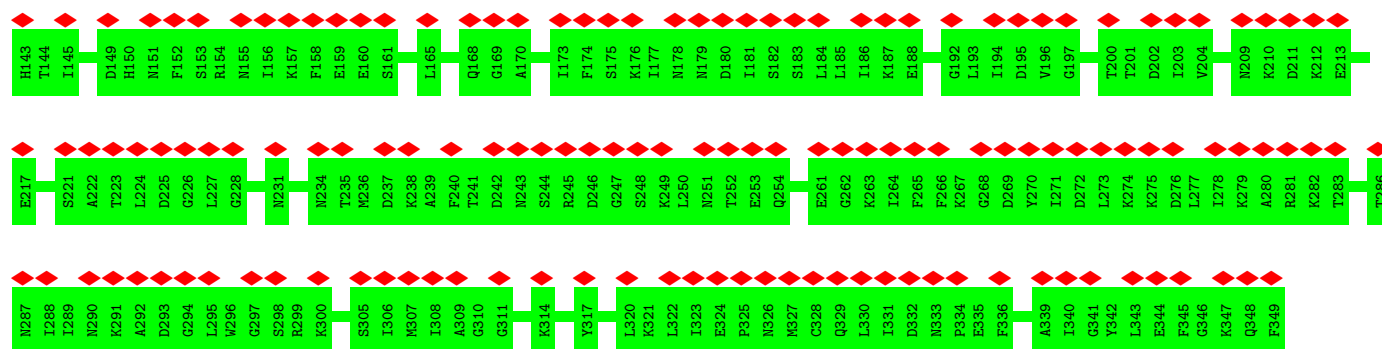 H143 T144 I145 D149 H150 N151 F152 S153 R154 N155 I156 K157 F158 E159 E160 S161 L165 Q168 G169 A170 I173 F174 S175 K176 I177 N178 N179 D180 I181 S182 S183 L184 L185 I186 K187 E188 G192 L193 I194 D195 V196 G197 T200 T201 D202 I203 V204 N209 K210 D211 K212 E213
E217 S221 A222 T223 L224 D225 G226 L227 G228 N231 N234 T235 M236 D237 K238 A239 F240 T241 D242 N243 S244 R245 D246 G247 S248 K249 L250 N251 T252 E253 Q254 E261 G262 K263 I264 F265 F266 K267 G268 D269 Y270 I271 D272 L273 K274 K275 D276 L277 I278 K279 A280 R281 K282 T283 T286
N287 I288 I289 N290 K291 A292 D293 G294 L295 W296 G297 S298 R299 K300 S305 I306 M307 I308 A309 G310 G311 K314 Y317 L320 K321 L322 I323 E324 P325 N326 M327 C328 Q329 L330 I331 D332 N333 P334 E335 F336 A339 I340 G341 Y342 L343 E344 F345 G346 K347 Q348 F349